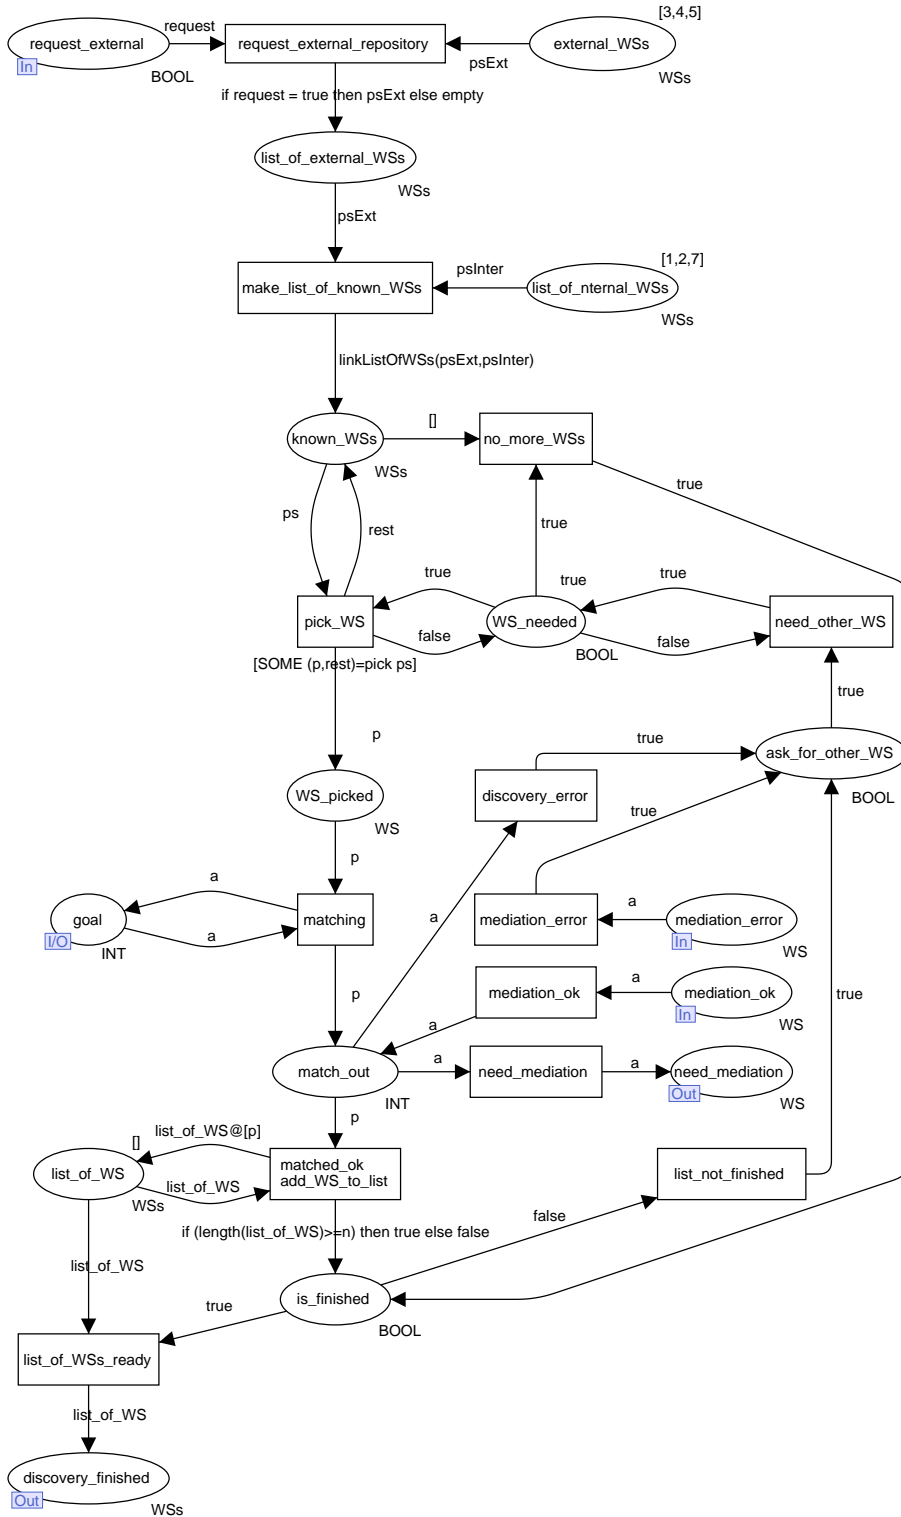 [3,4,5]
request
request_external
request_external_repository
external_WSs
In
BOOL
psExt
WSs
if request = true then psExt else empty
list_of_external_WSs
WSs
psExt
[1,2,7]
psInter
make_list_of_known_WSs
list_of_nternal_WSs
WSs
linkListOfWSs(psExt,psInter)
[]
known_WSs
no_more_WSs
WSs
true
ps
rest
true
true
true
true
pick_WS
WS_needed
need_other_WS
false
false
BOOL
[SOME (p,rest)=pick ps]
true
p
true
ask_for_other_WS
WS_picked
discovery_error
BOOL
WS
true
p
a
a
goal
matching
a
mediation_error
mediation_error
I/O
a
In
INT
WS
a
p
mediation_ok
mediation_ok
true
In
a
WS
a
a
match_out
need_mediation
need_mediation
Out
INT
WS
p
[]
list_of_WS@[p]
matched_ok
add_WS_to_list
list_of_WS
list_of_WS
list_not_finished
WSs
false
if (length(list_of_WS)>=n) then true else false
list_of_WS
true
is_finished
BOOL
list_of_WSs_ready
list_of_WS
discovery_finished
Out
WSs